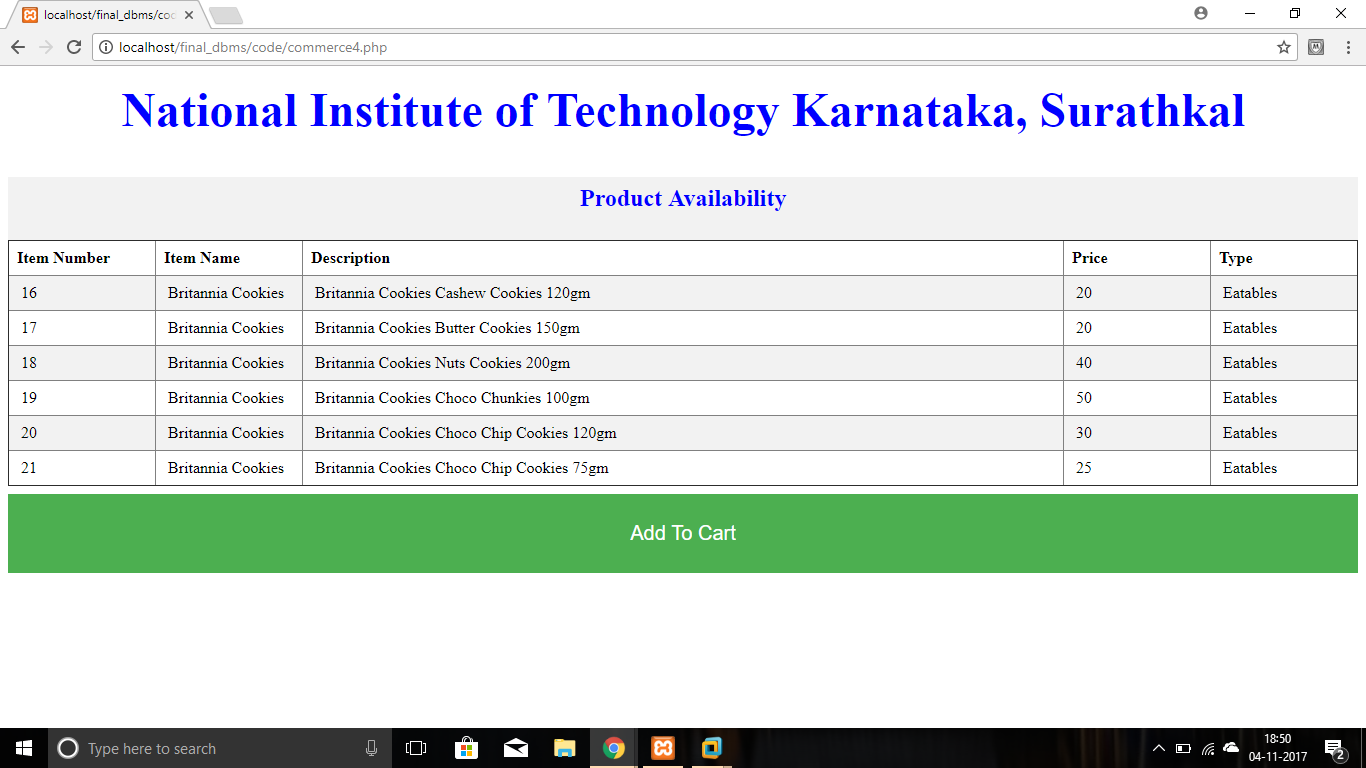 localhost/final_dbms/coc
localhost/final_dbms/code/commerce4.php
National Institute of Technology Karnataka, Surathkal
Product Availability
Item Number Item Name Description Price Type
16 Britannia Cookies Britannia Cookies Cashew Cookies 120gm 20 Eatables
17 Britannia Cookies Britannia Cookies Butter Cookies 150gm 20 Eatables
18 Britannia Cookies Britannia Cookies Nuts Cookies 200gm 40 Eatables
19 Britannia Cookies Britannia Cookies Choco Chunkies 100gm 50 Eatables
20 Britannia Cookies Britannia Cookies Choco Chip Cookies 120gm 30 Eatables
21 Britannia Cookies Britannia Cookies Choco Chip Cookies 75gm 25 Eatables
Add To Cart
Type here to search
18:50
04-11-2017
2